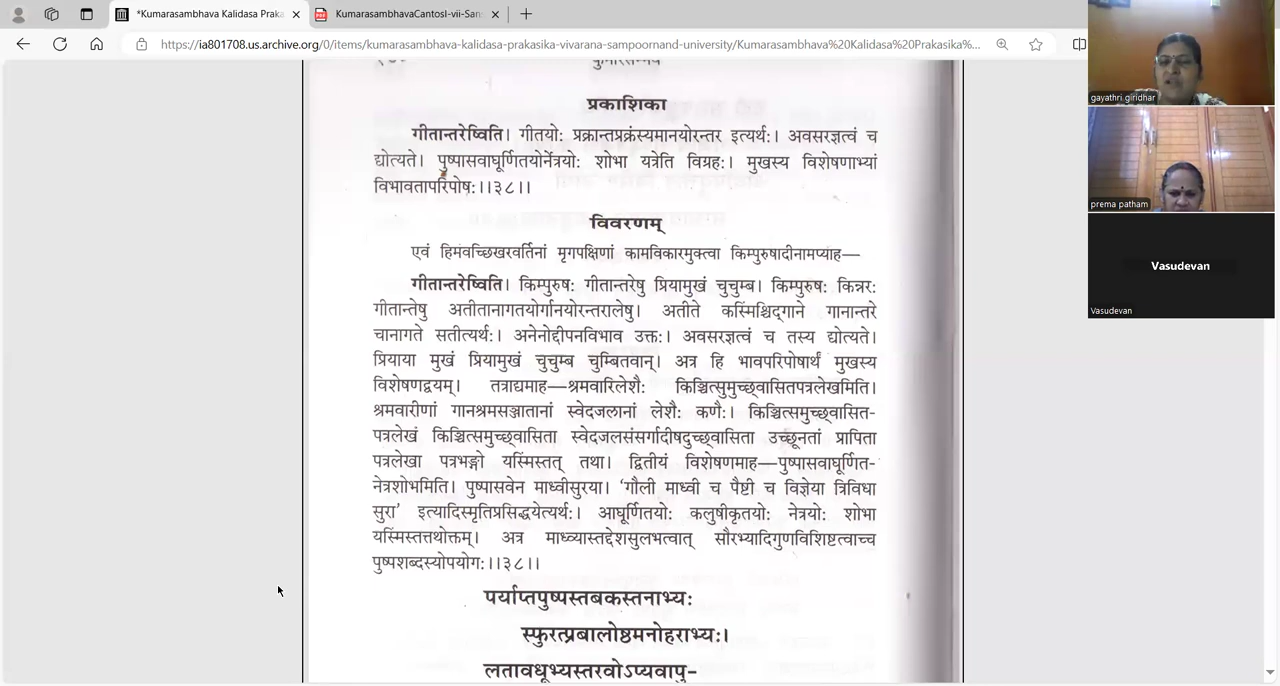 *Kumarasambhava Kalidasa Praka
KumarasambhavaCantosI-vii-San
https://ia801708.us.archive.org/0/items/kumarasambhava-kalidasa-prakasika-vivarana-sampoornand-university/Kumarasambhava%20Kalidasa%20Prakasika%...
gayathri giridhar
prema patham
Vasudevan
Vasudevan
प्रकाशिका
गीतान्तरेष्विति। गीतयोः प्रक्रान्तप्रक्रंस्यमानयोरन्तर इत्यर्थः। अवसरज्ञत्वं च
द्योत्यते। पुष्पासवाघूर्णितयोर्नेत्रयोः शोभा यत्रेति विग्रहः। मुखस्य विशेषणाभ्यां
विभावतापरिपोषः।।३८।।
विवरणम्
एवं हिमवच्छिखरवर्तिनां मृगपक्षिणां कामविकारमुक्त्वा किम्पुरुषादीनामप्याह—
गीतान्तरेष्विति। किम्पुरुषः गीतान्तरेषु प्रियामुखं चुचुम्ब। किम्पुरुषः किन्नरः
गीतान्तेषु अतीतानागतयोर्गानयोरन्तरालेषु। अतीते कस्मिंश्चिद्गाने गानान्तरे
चानागते सतीत्यर्थः। अनेनोद्दीपनविभाव उक्तः। अवसरज्ञत्वं च तस्य द्योत्यते।
प्रियाया मुखं प्रियामुखं चुचुम्ब चुम्बितवान्। अत्र हि भावपरिपोषार्थं मुखस्य
विशेषणद्वयम्। तत्राद्यमाह—श्रमवारिलेशैः किञ्चित्सुमुच्छ्वासितपत्रलेखमिति।
श्रमवारीणां गानश्रमसञ्जातानां स्वेदजलानां लेशैः कणैः। किञ्चित्समुच्छ्वासित-
पत्रलेखं किञ्चित्समुच्छ्वासिता स्वेदजलसंसर्गादीषदुच्छ्वासिता उच्छूनतां प्रापिता
पत्रलेखा पत्रभङ्गो यस्मिंस्तत् तथा। द्वितीयं विशेषणमाह—पुष्पासवाघूर्णित-
नेत्रशोभमिति। पुष्पासवेन माध्वीसुरया। ‘गौली माध्वी च पैष्टी च विज्ञेया त्रिविधा
सुरा’ इत्यादिस्मृतिप्रसिद्धयेत्यर्थः। आघूर्णितयोः कलुषीकृतयोः नेत्रयोः शोभा
यस्मिंस्तत्तथोक्तम्। अत्र माध्व्यास्तद्देशसुलभत्वात् सौरभ्यादिगुणविशिष्टत्वाच्च
पुष्पशब्दस्योपयोगः।।३८।।
पर्याप्तपुष्पस्तबकस्तनाभ्यः
स्फुरत्प्रबालोष्ठमनोहराभ्यः।
लतावधूभ्यस्तरवोऽप्यवापु-